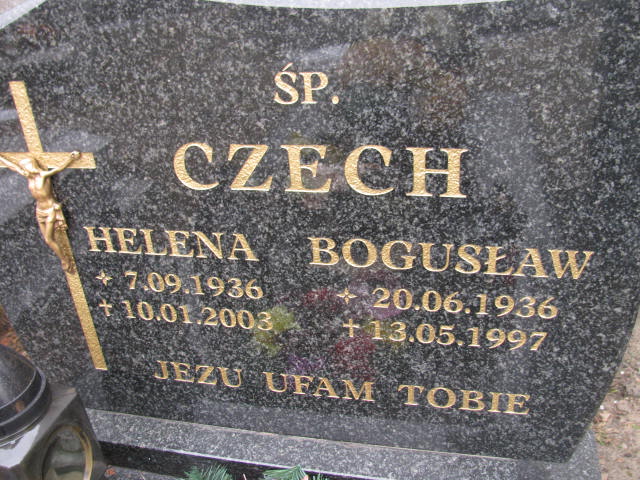 ŚP.
CZECH
HELENA BOGUSŁAW
7.09.1936 20.06.1936
10.01.2003 13.05.1997
JEZU UFAM TOBIE